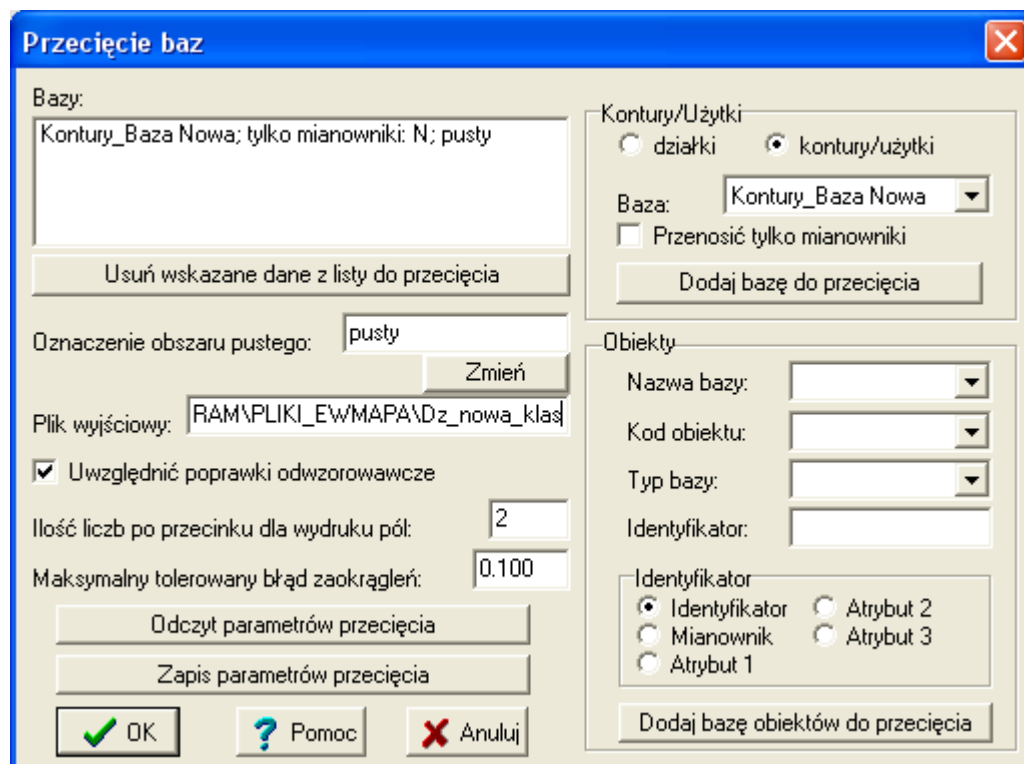 Przecięcie baz
Bazy:
Kontury_Baza Nowa; tylko mianowniki: N; pusty
Usuń wskazane dane z listy do przecięcia
Oznaczenie obszaru pustego: pusty
Zmień
Plik wyjściowy: RAM\PLIKI_EWMAPA\Dz_nowa_klas
Uwzględnić poprawki odwzorowawcze
Ilość liczb po przecinku dla wydruku pól: 2
Maksymalny tolerowany błąd zaokrągleń: 0.100
Odczyt parametrów przecięcia
Zapis parametrów przecięcia
OK Pomoc Anuluj
Kontury/Użytki
działki kontury/użytki
Baza: Kontury_Baza Nowa
Przenosić tylko mianowniki
Dodaj bazę do przecięcia
Obiekty
Nazwa bazy:
Kod obiektu:
Typ bazy:
Identyfikator:
Identyfikator
Identyfikator Atrybut 2
Mianownik Atrybut 3
Atrybut 1
Dodaj bazę obiektów do przecięcia